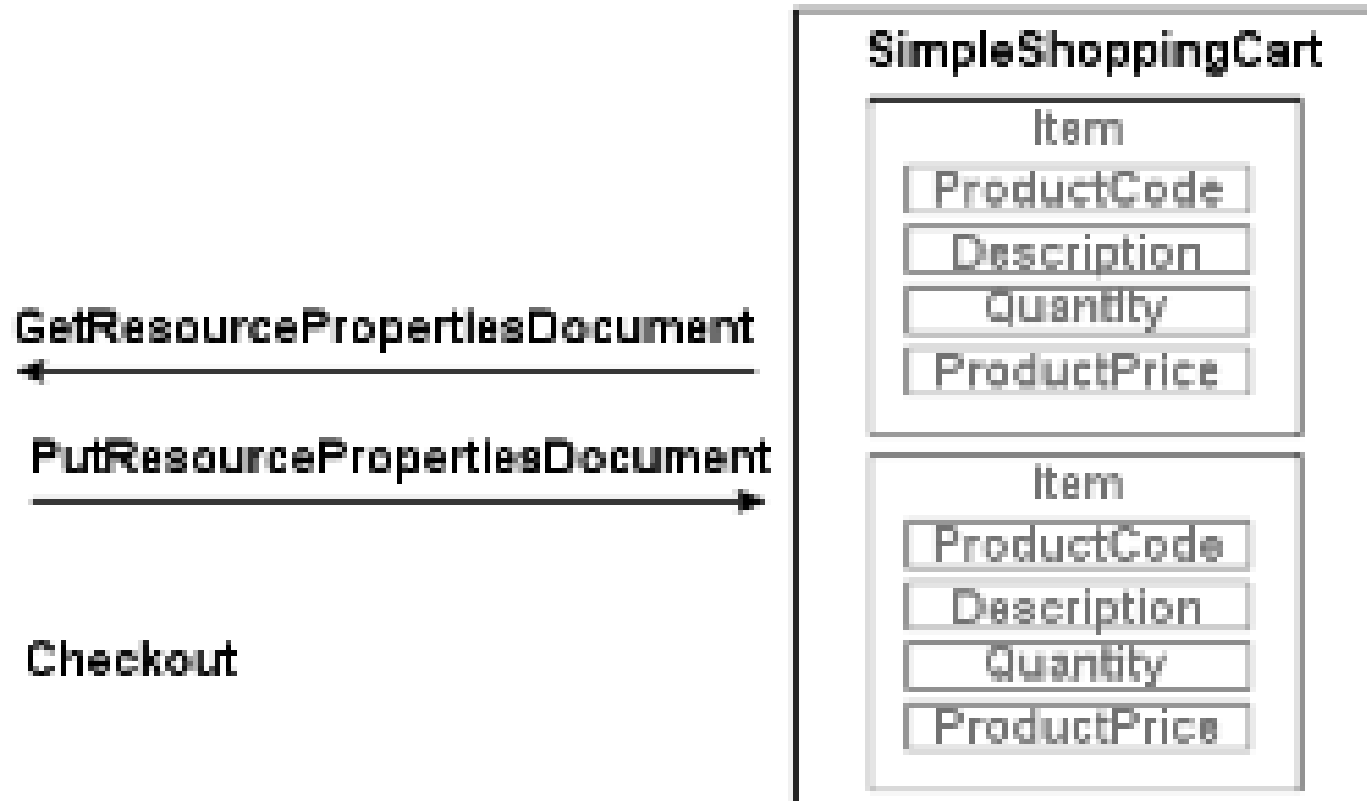 SimpleShoppingCart
Item
ProductCode
Description
Quantity
ProductPrice
GetResourcePropertiesDocument
PutResourcePropertiesDocument
Item
ProductCode
Description
Quantity
ProductPrice
Checkout